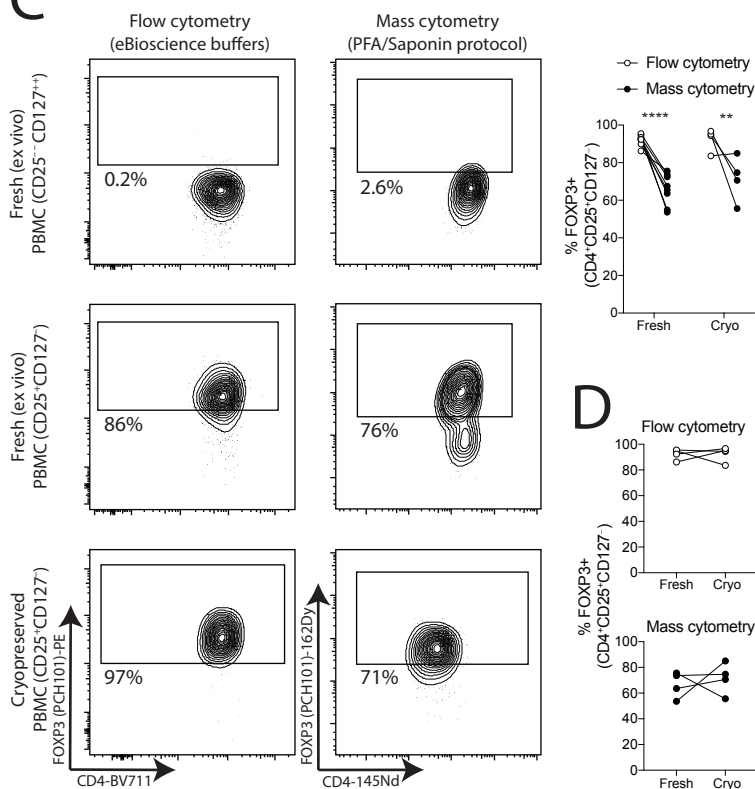 C
Flow cytometry
(eBioscience buffers)
Mass cytometry
(PFA/Saponin protocol)
Fresh (ex vivo)
PBMC (CD25⁻⁻ CD127⁺⁺)
0.2%
2.6%
Fresh (ex vivo)
PBMC (CD25⁺CD127⁻)
86%
76%
Cryopreserved
PBMC (CD25⁺CD127⁻)
FOXP3 (PCH101)-PE
97%
CD4-BV711
FOXP3 (PCH101)-162Dy
71%
CD4-145Nd
Flow cytometry
Mass cytometry
% FOXP3+
(CD4⁺CD25⁺CD127⁻)
**** **
100
80
60
40
20
0
Fresh Cryo
D
% FOXP3+
(CD4⁺CD25⁺CD127⁻)
Flow cytometry
100
80
60
40
20
0
Fresh Cryo
Mass cytometry
100
80
60
40
20
0
Fresh Cryo